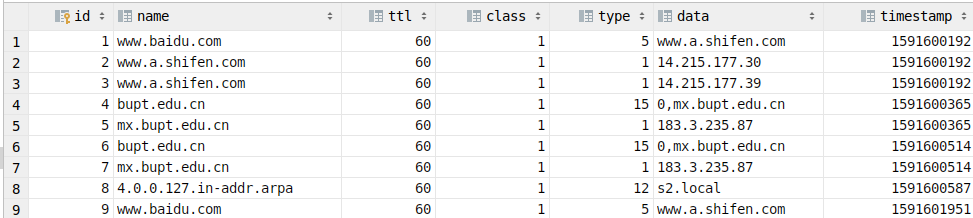 id name ttl class type data timestamp
1 1 www.baidu.com 60 1 5 www.a.shifen.com 1591600192
2 2 www.a.shifen.com 60 1 1 14.215.177.30 1591600192
3 3 www.a.shifen.com 60 1 1 14.215.177.39 1591600192
4 4 bupt.edu.cn 60 1 15 0,mx.bupt.edu.cn 1591600365
5 5 mx.bupt.edu.cn 60 1 1 183.3.235.87 1591600365
6 6 bupt.edu.cn 60 1 15 0,mx.bupt.edu.cn 1591600514
7 7 mx.bupt.edu.cn 60 1 1 183.3.235.87 1591600514
8 8 4.0.0.127.in-addr.arpa 60 1 12 s2.local 1591600587
9 9 www.baidu.com 60 1 5 www.a.shifen.com 1591601951